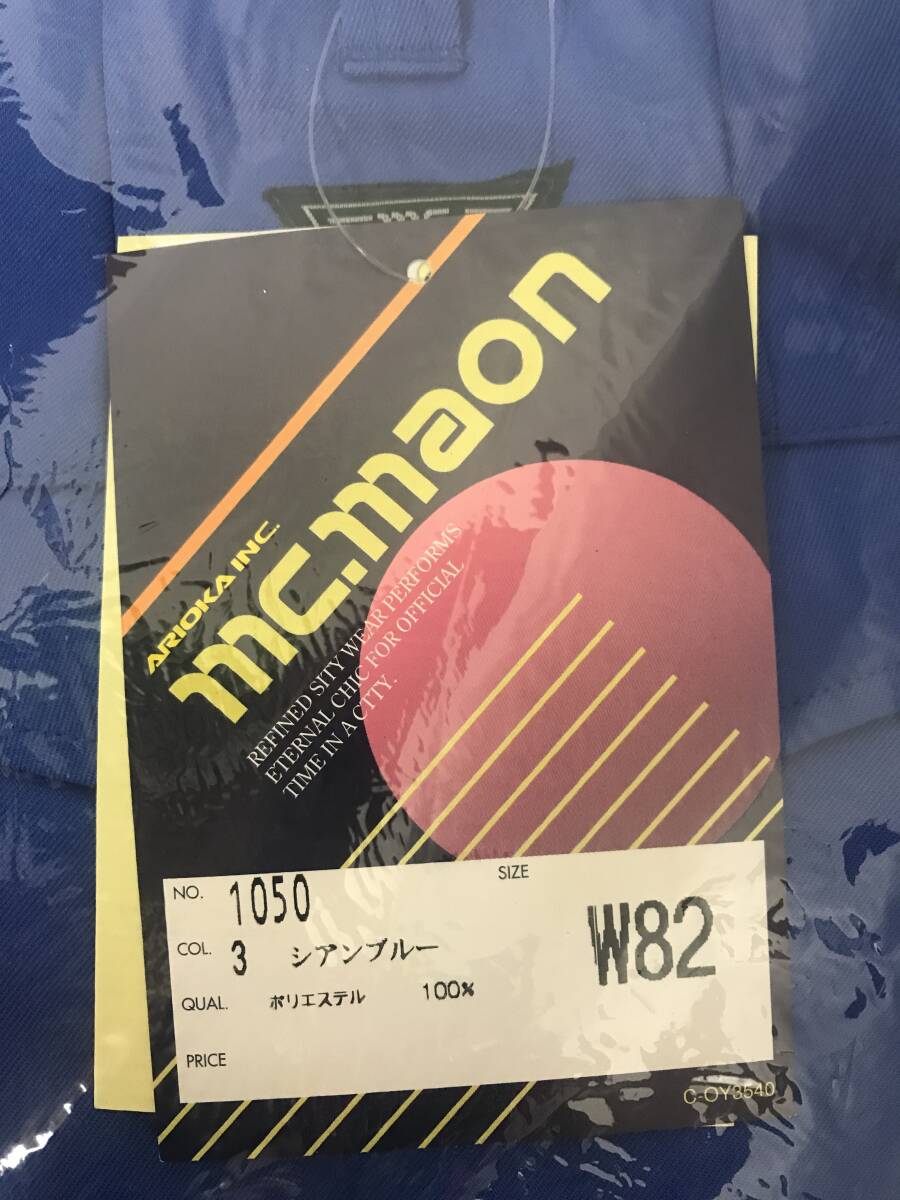 ARIOKA INC.
mc.maon
REFINED SITY WEAR PERFORMS
ETERNAL CHIC FOR OFFICIAL
TIME IN A CTTY.
NO. 1050
SIZE
W82
COL. 3 シアンブルー
QUAL. ポリエステル 100%
PRICE
C-OY3540